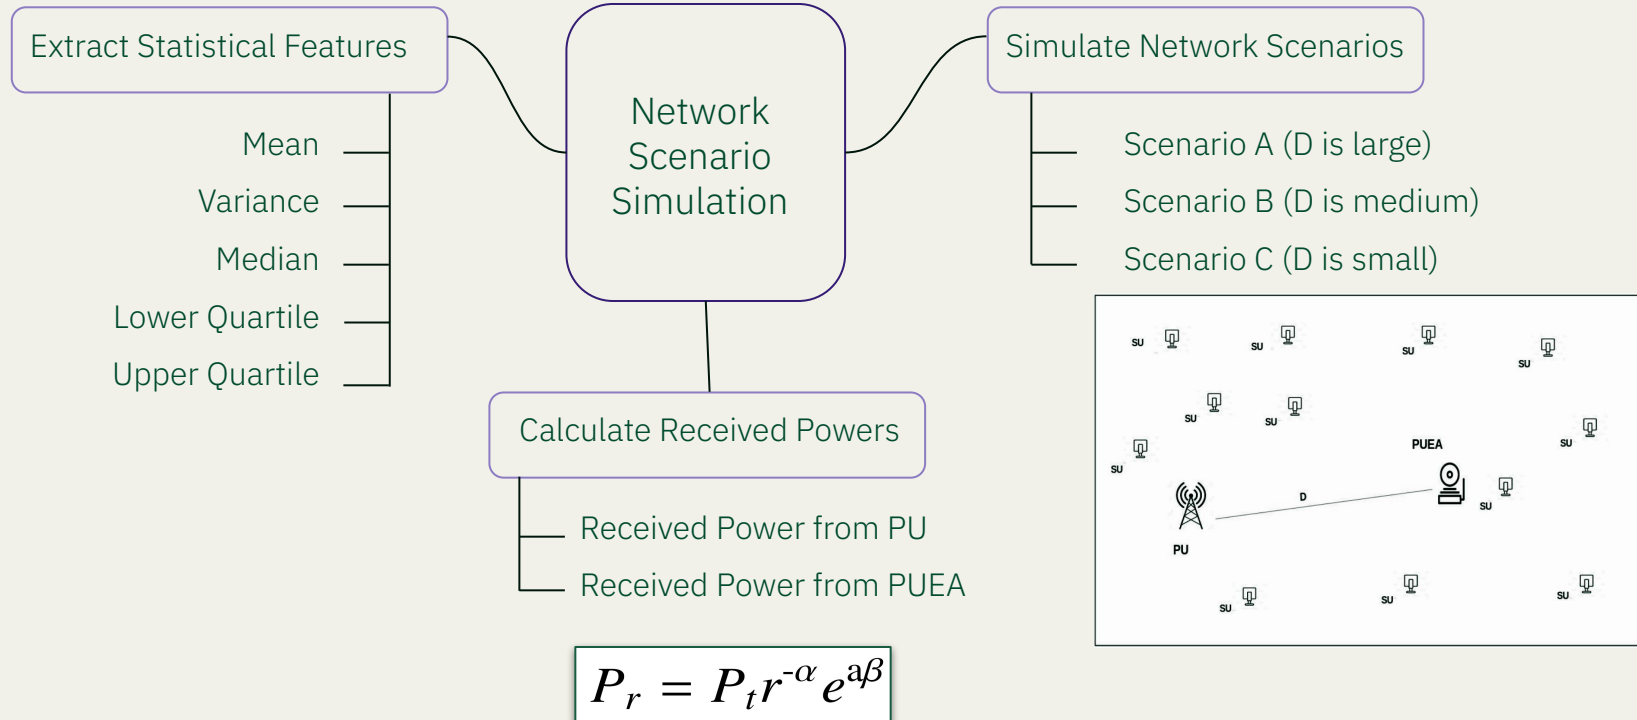 Extract Statistical Features
Mean
Variance
Median
Lower Quartile
Upper Quartile
Network
Scenario
Simulation
Simulate Network Scenarios
Scenario A (D is large)
Scenario B (D is medium)
Scenario C (D is small)
Calculate Received Powers
Received Power from PU
Received Power from PUEA
P_r = P_t r^{-α} e^{aβ}
SU
SU
SU
SU
SU
SU
SU
SU
PUEA
SU
D
PU
SU
SU
SU